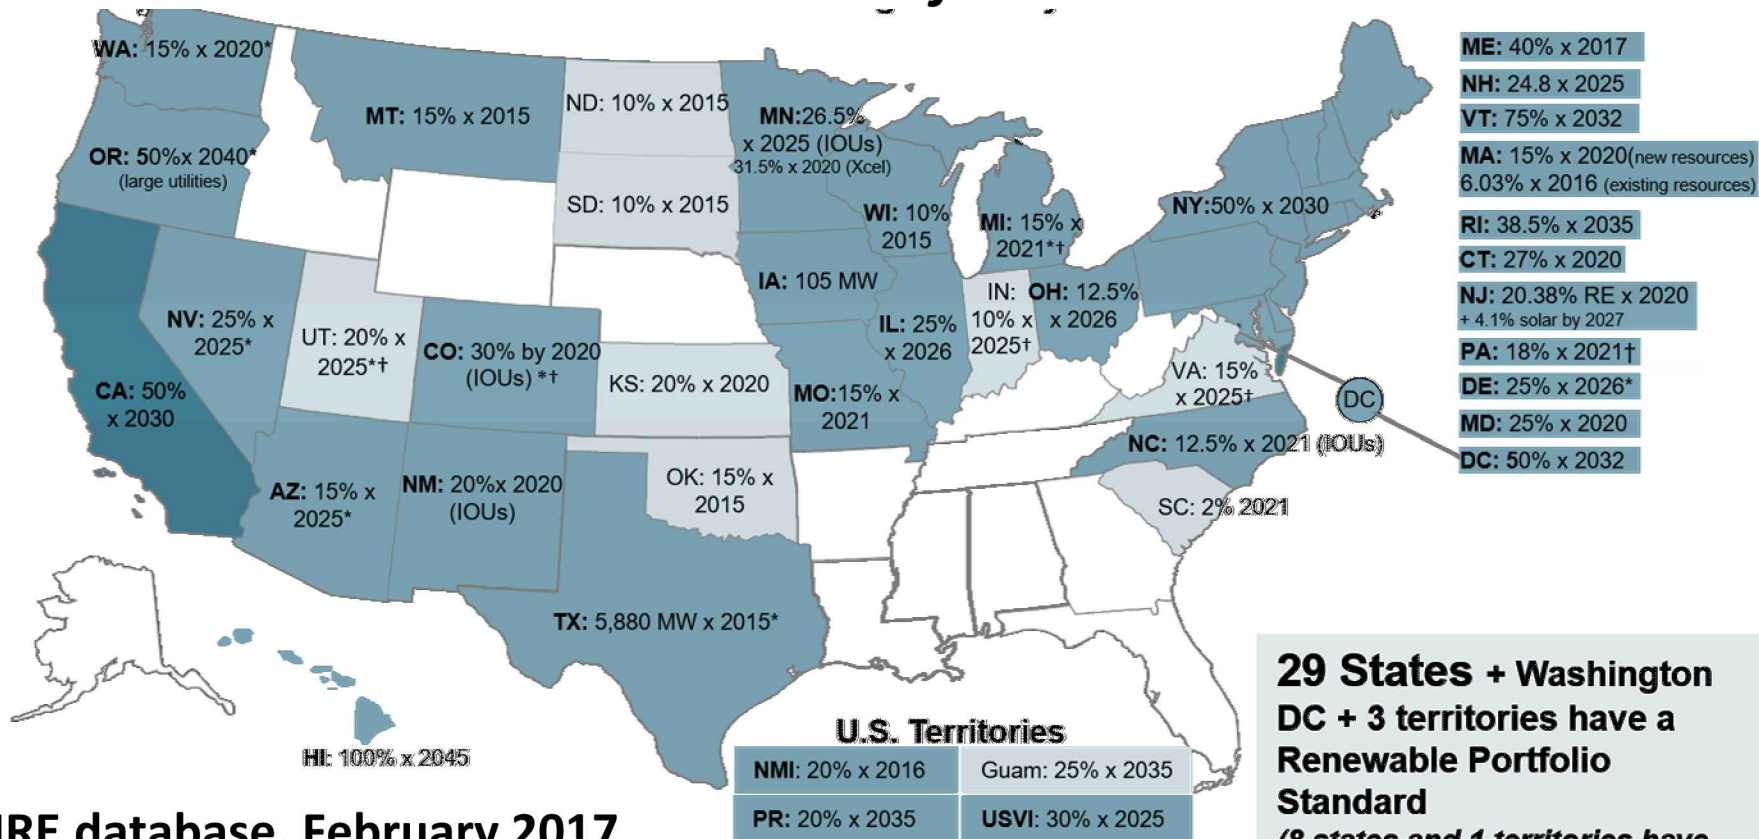 WA: 15% x 2020*
MT: 15% x 2015
ND: 10% x 2015
MN:26.5%
x 2025 (IOUs)
31.5% x 2020 (Xcel)
OR: 50%x 2040*
(large utilities)
SD: 10% x 2015
WI: 10%
2015
MI: 15% x
2021*†
NY:50% x 2030
IA: 105 MW
IN:
10% x
2025†
OH: 12.5%
x 2026
NV: 25% x
2025*
UT: 20% x
2025*†
CO: 30% by 2020
(IOUs) *†
IL: 25%
x 2026
KS: 20% x 2020
MO:15% x
2021
VA: 15%
x 2025†
CA: 50%
x 2030
DC
NC: 12.5% x 2021 (IOUs)
AZ: 15% x
2025*
NM: 20%x 2020
(IOUs)
OK: 15% x
2015
SC: 2% 2021
TX: 5,880 MW x 2015*
HI: 100% x 2045
ME: 40% x 2017
NH: 24.8 x 2025
VT: 75% x 2032
MA: 15% x 2020(new resources)
6.03% x 2016 (existing resources)
RI: 38.5% x 2035
CT: 27% x 2020
NJ: 20.38% RE x 2020
+ 4.1% solar by 2027
PA: 18% x 2021†
DE: 25% x 2026*
MD: 25% x 2020
DC: 50% x 2032
U.S. Territories
NMI: 20% x 2016
Guam: 25% x 2035
PR: 20% x 2035
USVI: 30% x 2025
29 States + Washington
DC + 3 territories have a
Renewable Portfolio
Standard
(8 states and 1 territories have
database, February 2017